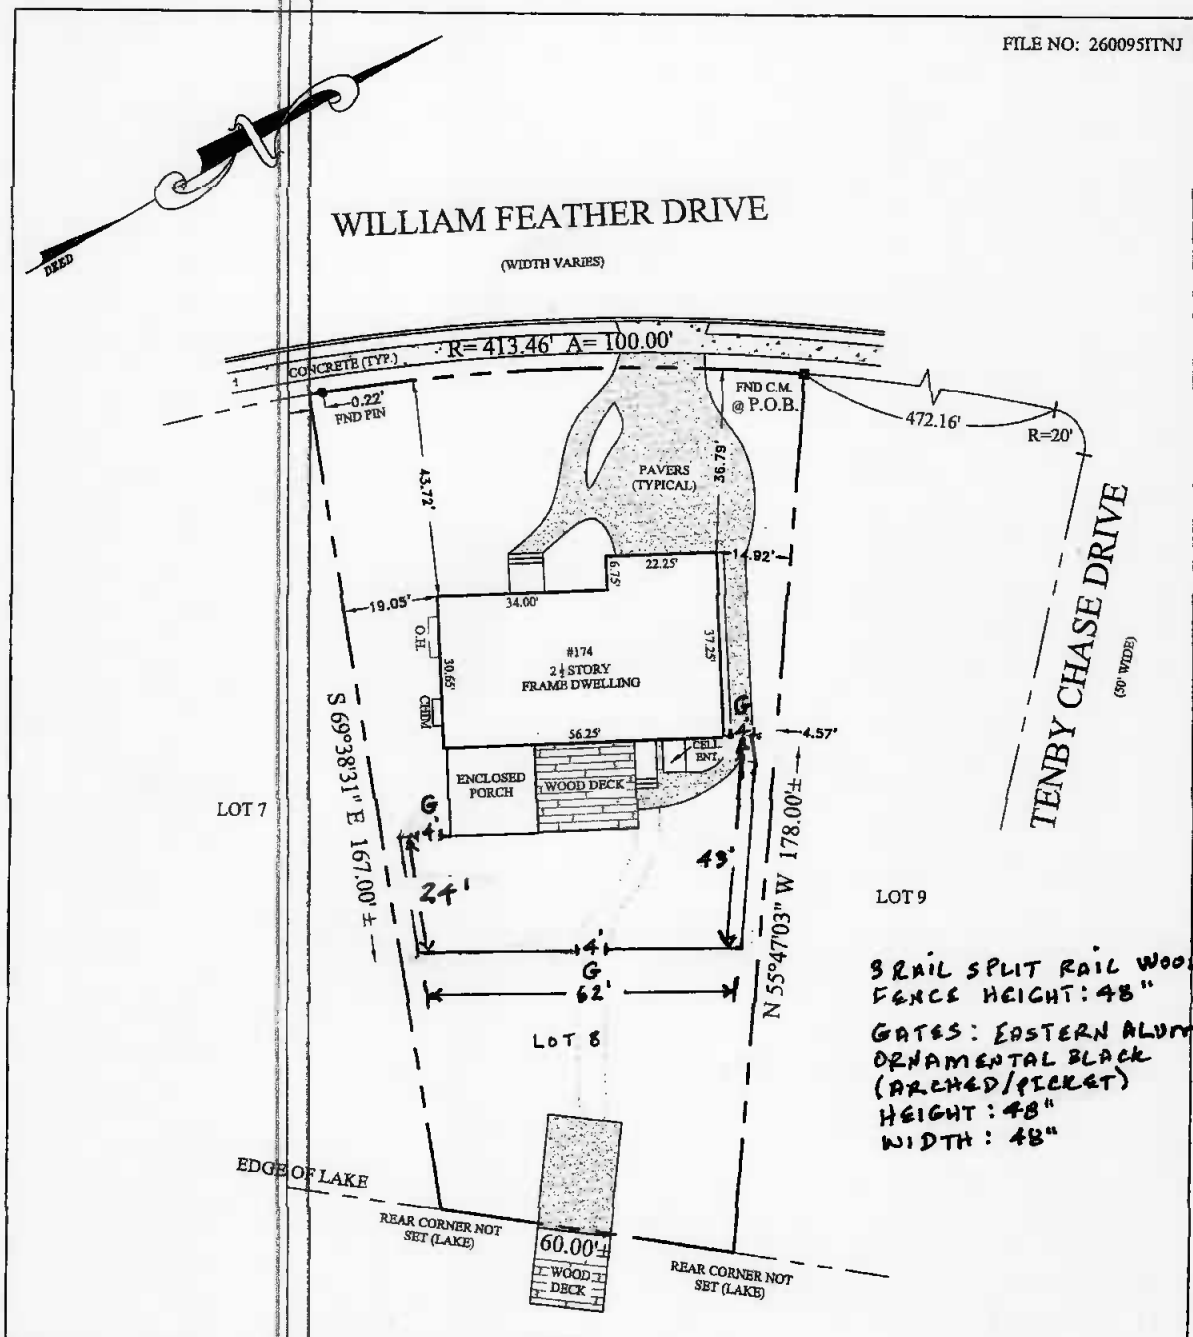 FILE NO: 260095ITNJ
DEED
WILLIAM FEATHER DRIVE
(WIDTH VARIES)
R= 413.46' A= 100.00'
CONCRETE (TYP.)
0.22'
FND PIN
FND C.M.
@ P.O.B.
472.16'
R=20'
43.72'
PAVERS
(TYPICAL)
36.79'
14.92'
6.75'
22.25'
19.05'
34.00'
O.H.
#174
2 ½ STORY
FRAME DWELLING
37.25'
30.65'
CHIM
TENBY CHASE DRIVE
(50' WIDE)
S 69°38'31" E 167.00'±
56.25'
G
4'
4.57'
CELL
ENT.
ENCLOSED
PORCH
WOOD DECK
LOT 7
G
4'
24'
43'
N 55°47'03" W 178.00'±
LOT 9
4'
G
62'
LOT 8
3 RAIL SPLIT RAIL WOOD
FENCE HEIGHT: 48"
GATES: EASTERN ALUM
ORNAMENTAL BLACK
(ARCHED/PICKET)
HEIGHT: 48"
WIDTH: 48"
EDGE OF LAKE
REAR CORNER NOT
SET (LAKE)
60.00'±
WOOD
DECK
REAR CORNER NOT
SET (LAKE)